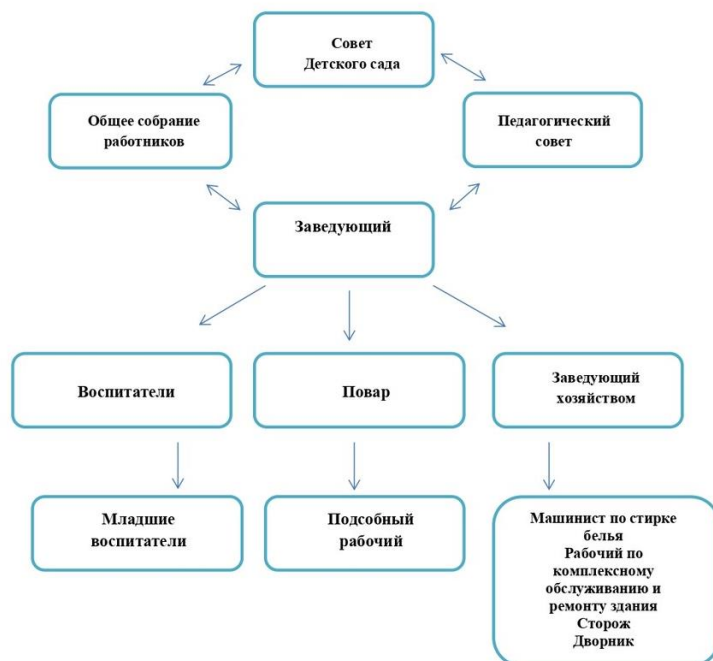 Совет
Детского сада
Общее собрание
работников
Педагогический
совет
Заведующий
Воспитатели
Повар
Заведующий
хозяйством
Младшие
воспитатели
Подсобный
рабочий
Машинист по стирке
белья
Рабочий по
комплексному
обслуживанию и
ремонту здания
Сторож
Дворник